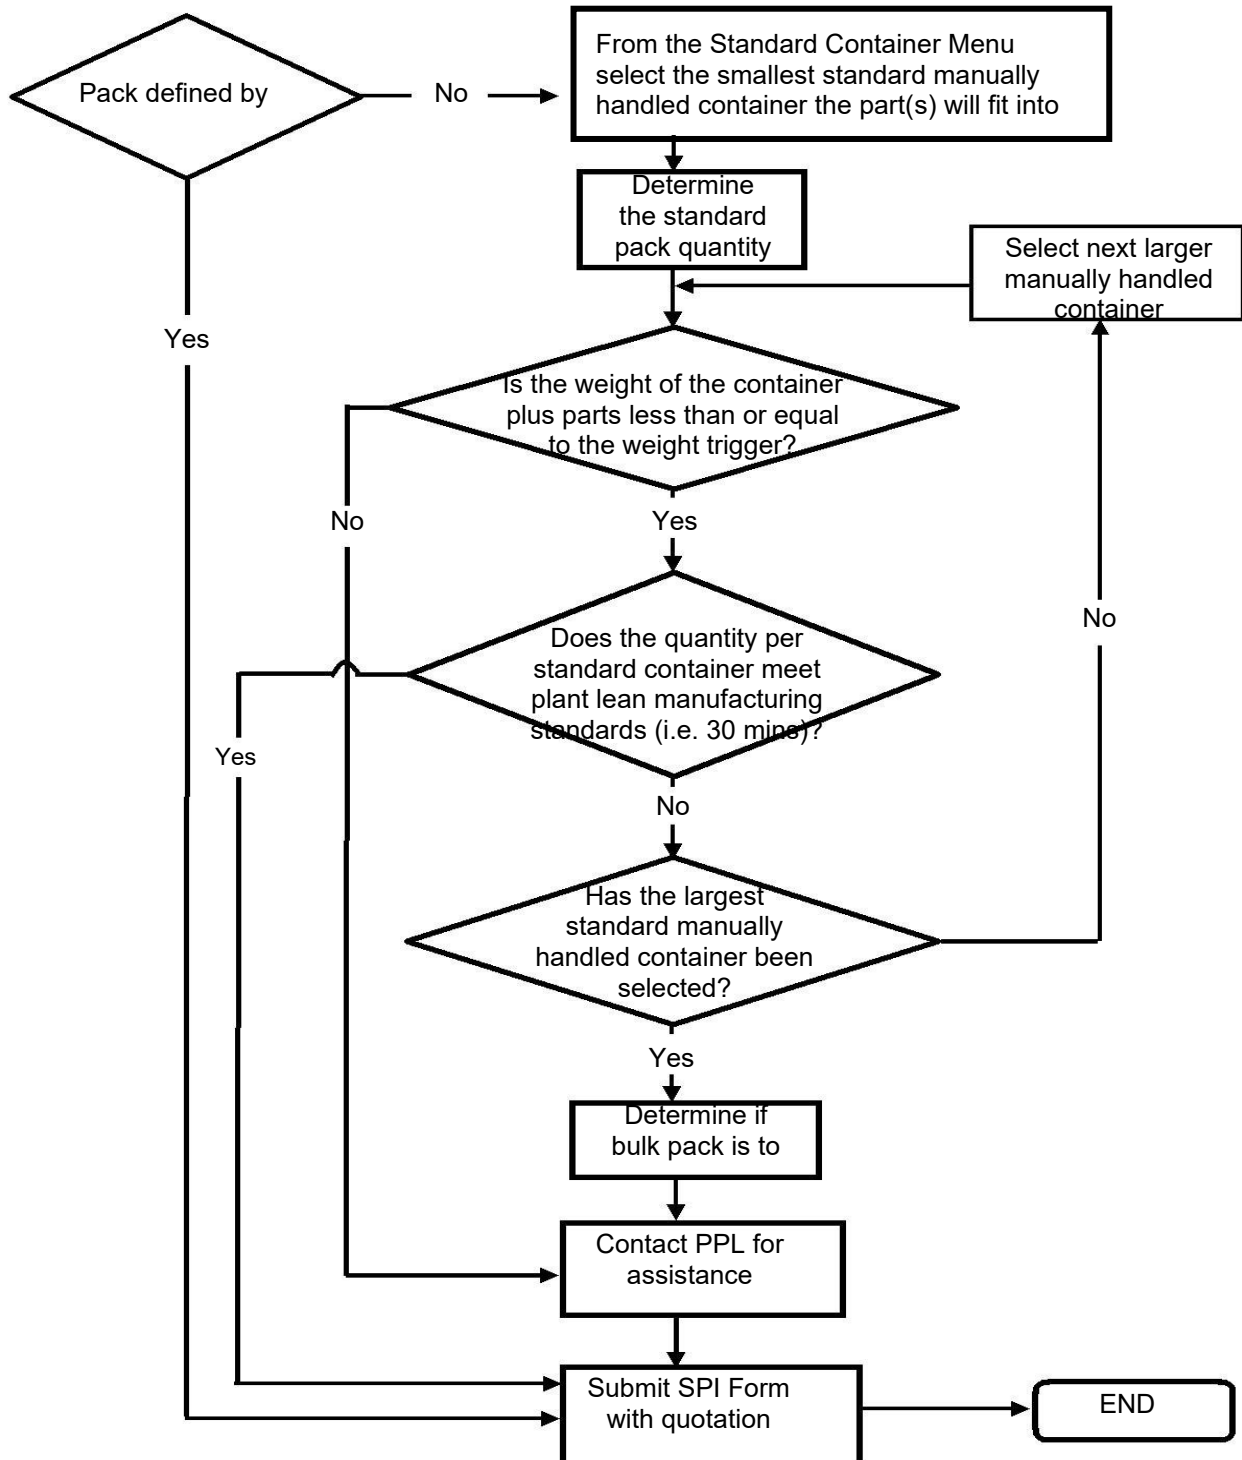 Pack defined by
No
From the Standard Container Menu
select the smallest standard manually
handled container the part(s) will fit into
Determine
the standard
pack quantity
Select next larger
manually handled
container
Yes
Is the weight of the container
plus parts less than or equal
to the weight trigger?
No
Yes
No
Does the quantity per
standard container meet
plant lean manufacturing
standards (i.e. 30 mins)?
Yes
No
Has the largest
standard manually
handled container been
selected?
Yes
Determine if
bulk pack is to
Contact PPL for
assistance
Submit SPI Form
with quotation
END